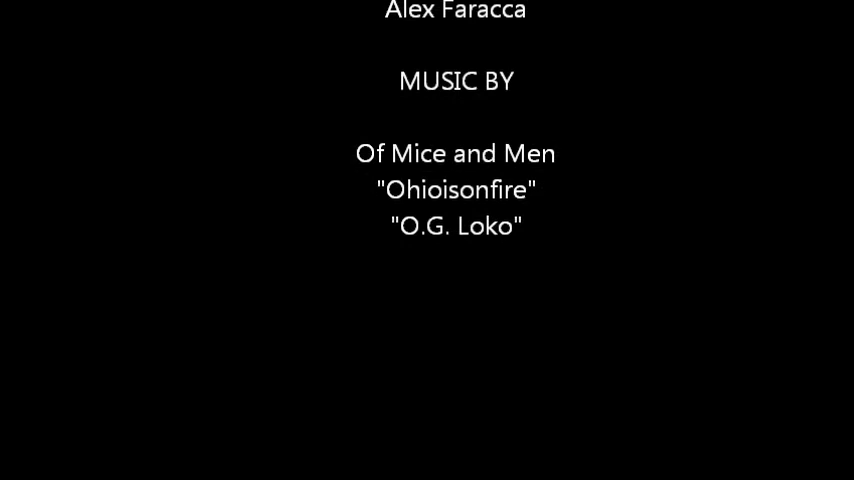 Alex Faracca
MUSIC BY
Of Mice and Men
"Ohioisonfire"
"O.G. Loko"